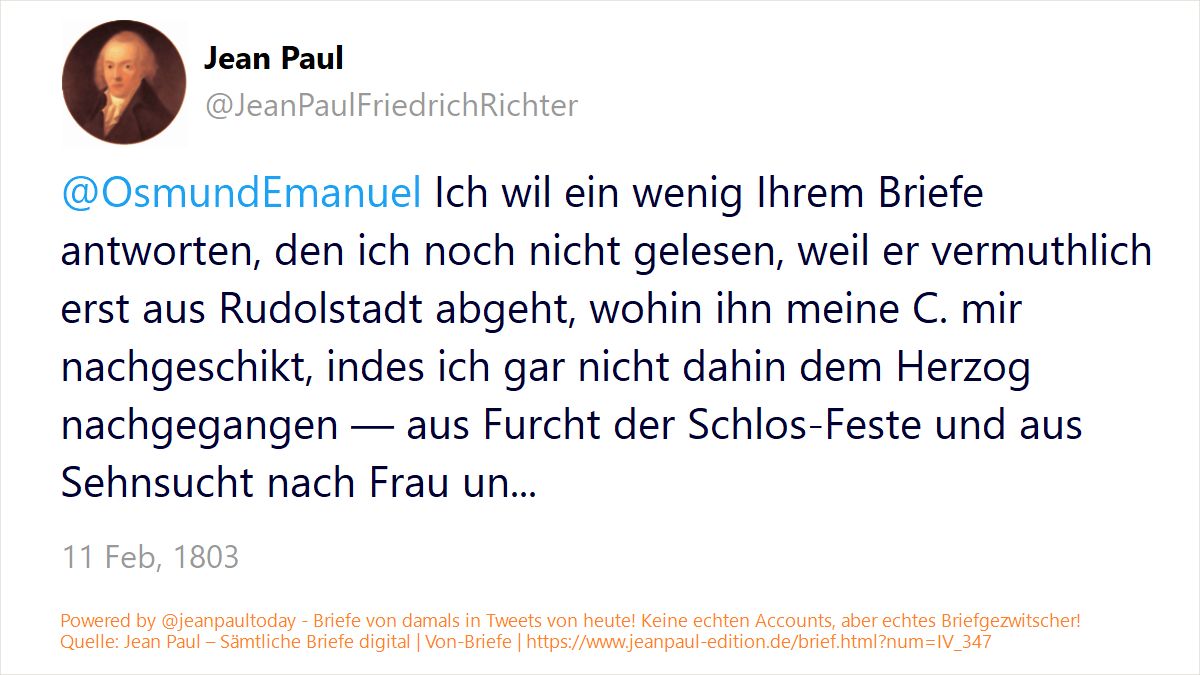 Jean Paul
@JeanPaulFriedrichRichter
@OsmundEmanuel Ich wil ein wenig Ihrem Briefe
antworten, den ich noch nicht gelesen, weil er vermuthlich
erst aus Rudolstadt abgeht, wohin ihn meine C. mir
nachgeschikt, indes ich gar nicht dahin dem Herzog
nachgegangen — aus Furcht der Schlos-Feste und aus
Sehnsucht nach Frau un...
11 Feb, 1803
Powered by @jeanpaultoday - Briefe von damals in Tweets von heute! Keine echten Accounts, aber echtes Briefgezwitscher!
Quelle: Jean Paul – Sämtliche Briefe digital | Von-Briefe | https://www.jeanpaul-edition.de/brief.html?num=IV_347